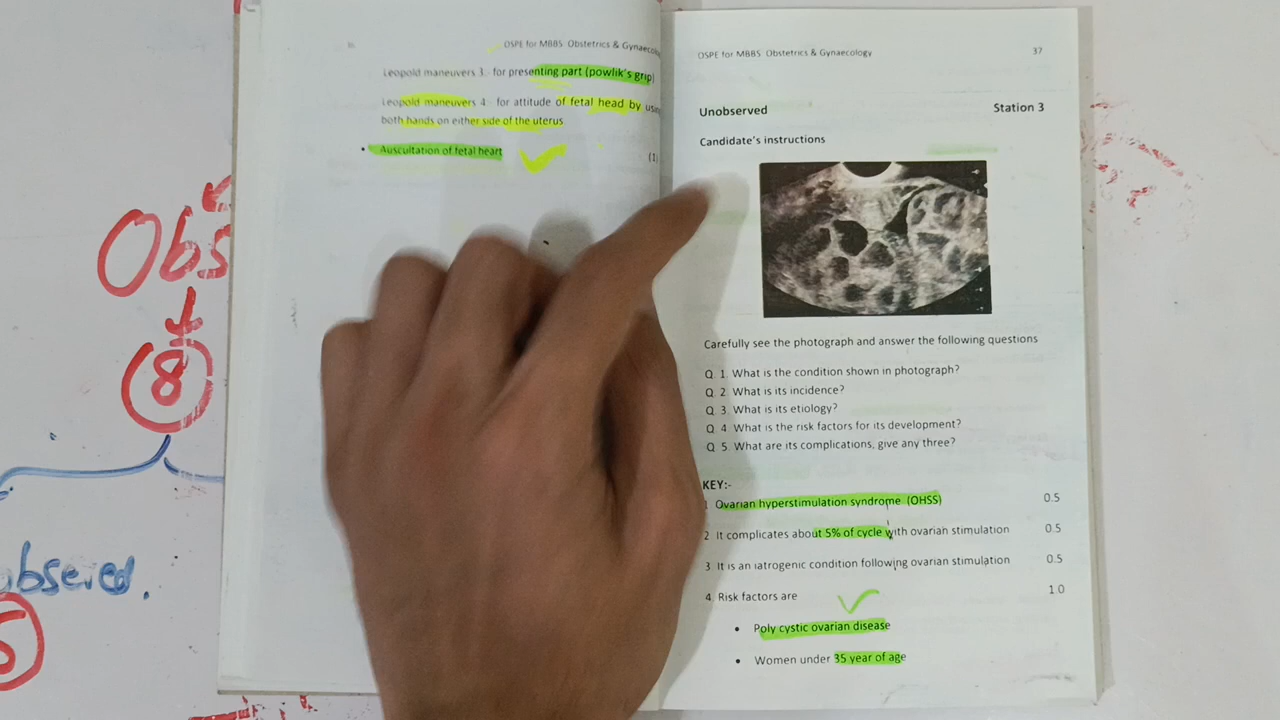 OSPE for MBBS Obstetrics & Gynaecolo
Leopold maneuvers 3 - for presenting part (powlik's grip)
Leopold maneuvers 4 for attitude of fetal head by usin
both hands on either side of the uterus
• Auscultation of fetal heart (1)
OSPE for MBBS Obstetrics & Gynaecology 37
Unobserved Station 3
Candidate's instructions
Carefully see the photograph and answer the following questions
Q. 1. What is the condition shown in photograph?
Q. 2. What is its incidence?
Q. 3. What is its etiology?
Q. 4. What is the risk factors for its development?
Q. 5. What are its complications, give any three?
KEY:-
1 Ovarian hyperstimulation syndrome (OHSS) 0.5
2 It complicates about 5% of cycle with ovarian stimulation 0.5
3 It is an iatrogenic condition following ovarian stimulation 0.5
4. Risk factors are 1.0
• Poly cystic ovarian disease
• Women under 35 year of age
Obs
8
5